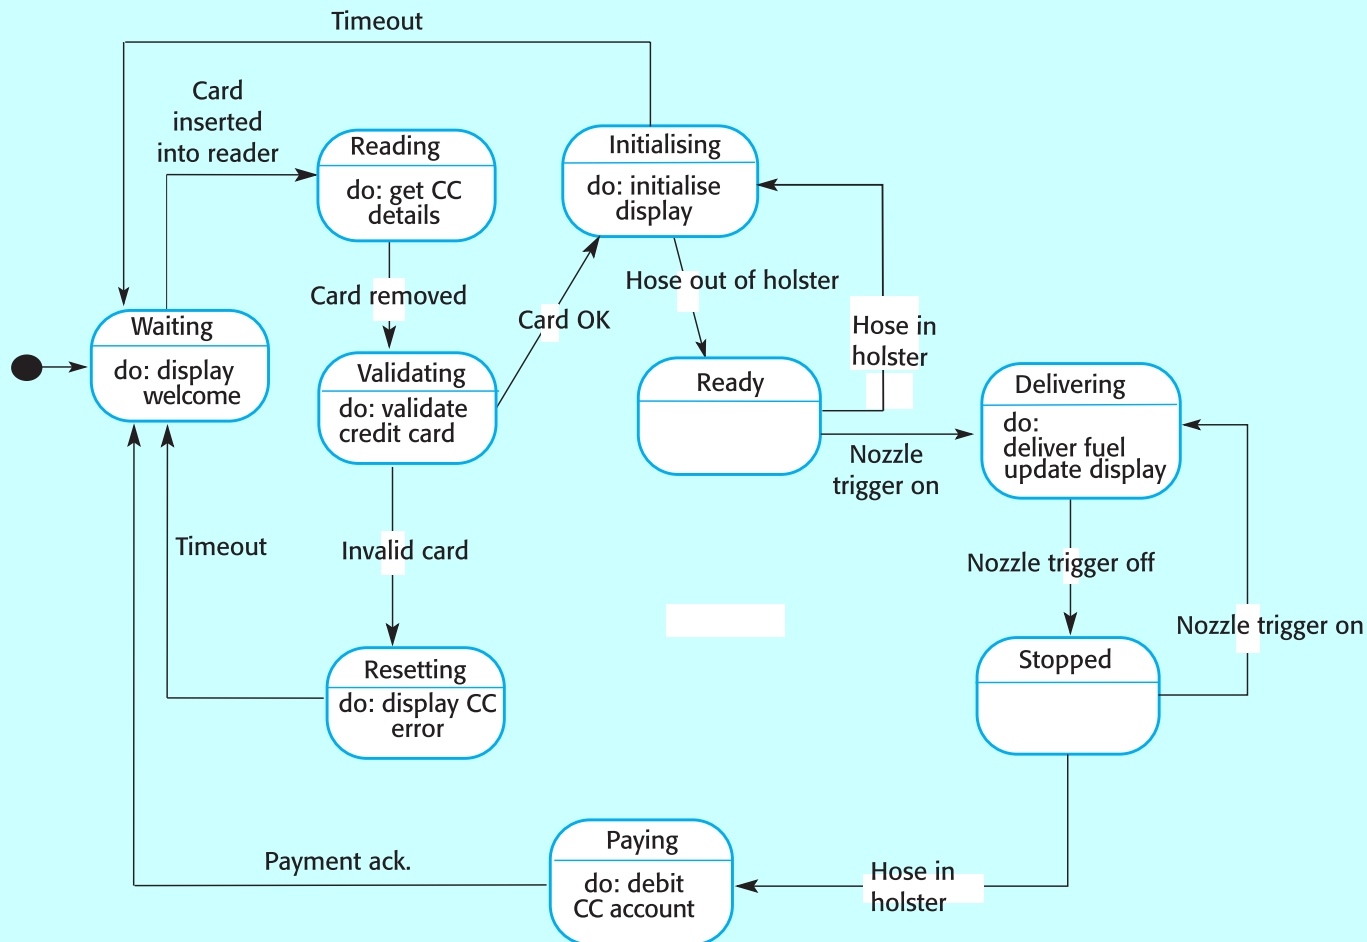 Timeout
Card
inserted
into reader
Reading
do: get CC
details
Initialising
do: initialise
display
Card removed
Hose out of holster
Card OK
Hose in
holster
Waiting
do: display
welcome
Validating
do: validate
credit card
Ready
Delivering
do:
deliver fuel
update display
Nozzle
trigger on
Timeout
Invalid card
Nozzle trigger off
Nozzle trigger on
Resetting
do: display CC
error
Stopped
Paying
do: debit
CC account
Payment ack.
Hose in
holster